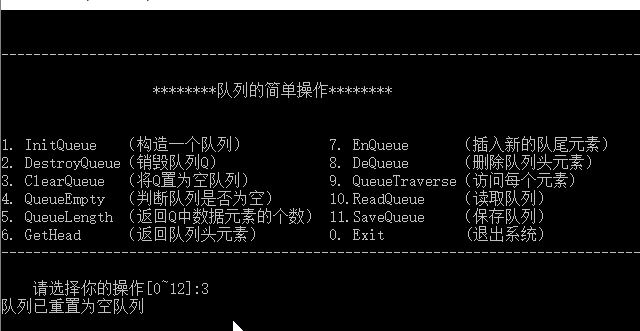 ********队列的简单操作********
1. InitQueue （构造一个队列） 7. EnQueue （插入新的队尾元素）
2. DestroyQueue（销毁队列Q） 8. DeQueue （删除队列头元素）
3. ClearQueue （将Q置为空队列） 9. QueueTraverse（访问每个元素）
4. QueueEmpty （判断队列是否为空） 10.ReadQueue （读取队列）
5. QueueLength （返回Q中数据元素的个数） 11.SaveQueue （保存队列）
6. GetHead （返回队列头元素） 0. Exit （退出系统）
请选择你的操作[0~12]:3
队列已重置为空队列